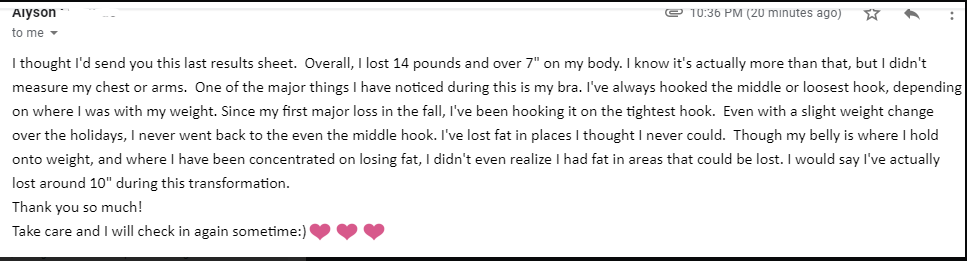 Alyson
10:36 PM (20 minutes ago)
to me
I thought I'd send you this last results sheet. Overall, I lost 14 pounds and over 7" on my body. I know it's actually more than that, but I didn't
measure my chest or arms. One of the major things I have noticed during this is my bra. I've always hooked the middle or loosest hook, depending
on where I was with my weight. Since my first major loss in the fall, I've been hooking it on the tightest hook. Even with a slight weight change
over the holidays, I never went back to the even the middle hook. I've lost fat in places I thought I never could. Though my belly is where I hold
onto weight, and where I have been concentrated on losing fat, I didn't even realize I had fat in areas that could be lost. I would say I've actually
lost around 10" during this transformation.
Thank you so much!
Take care and I will check in again sometime:)